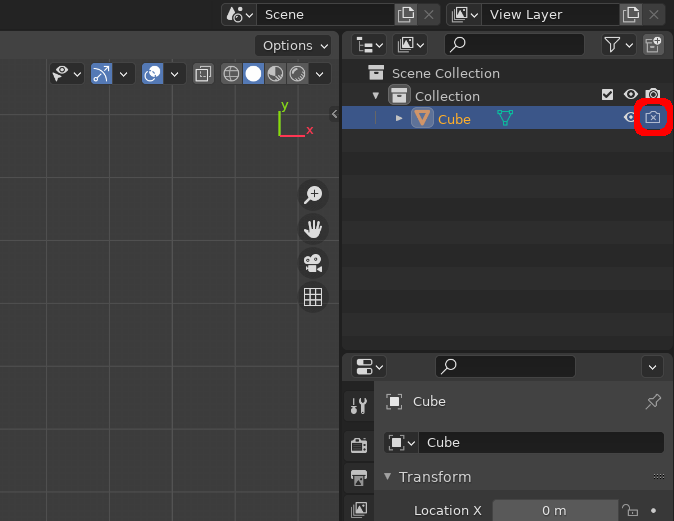 Scene
View Layer
Options
Scene Collection
Collection
Cube
y
x
Cube
Cube
Transform
Location X
0 m